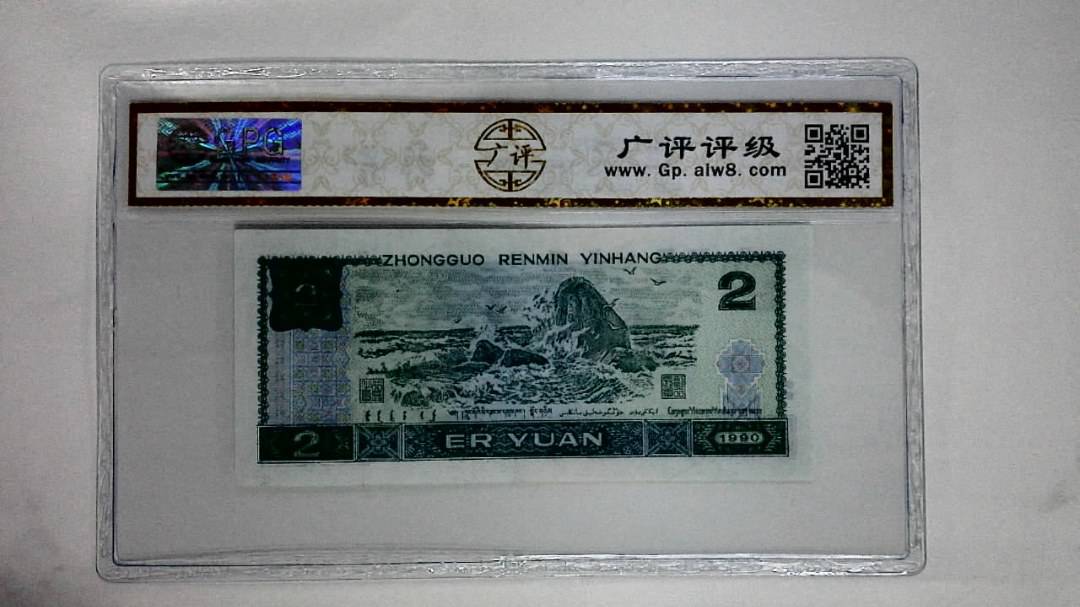 GPG
广评
广评评级
www. Gp. alw8. com
ZHONGGUO RENMIN YINHANG
2
2
2
ER YUAN
1990